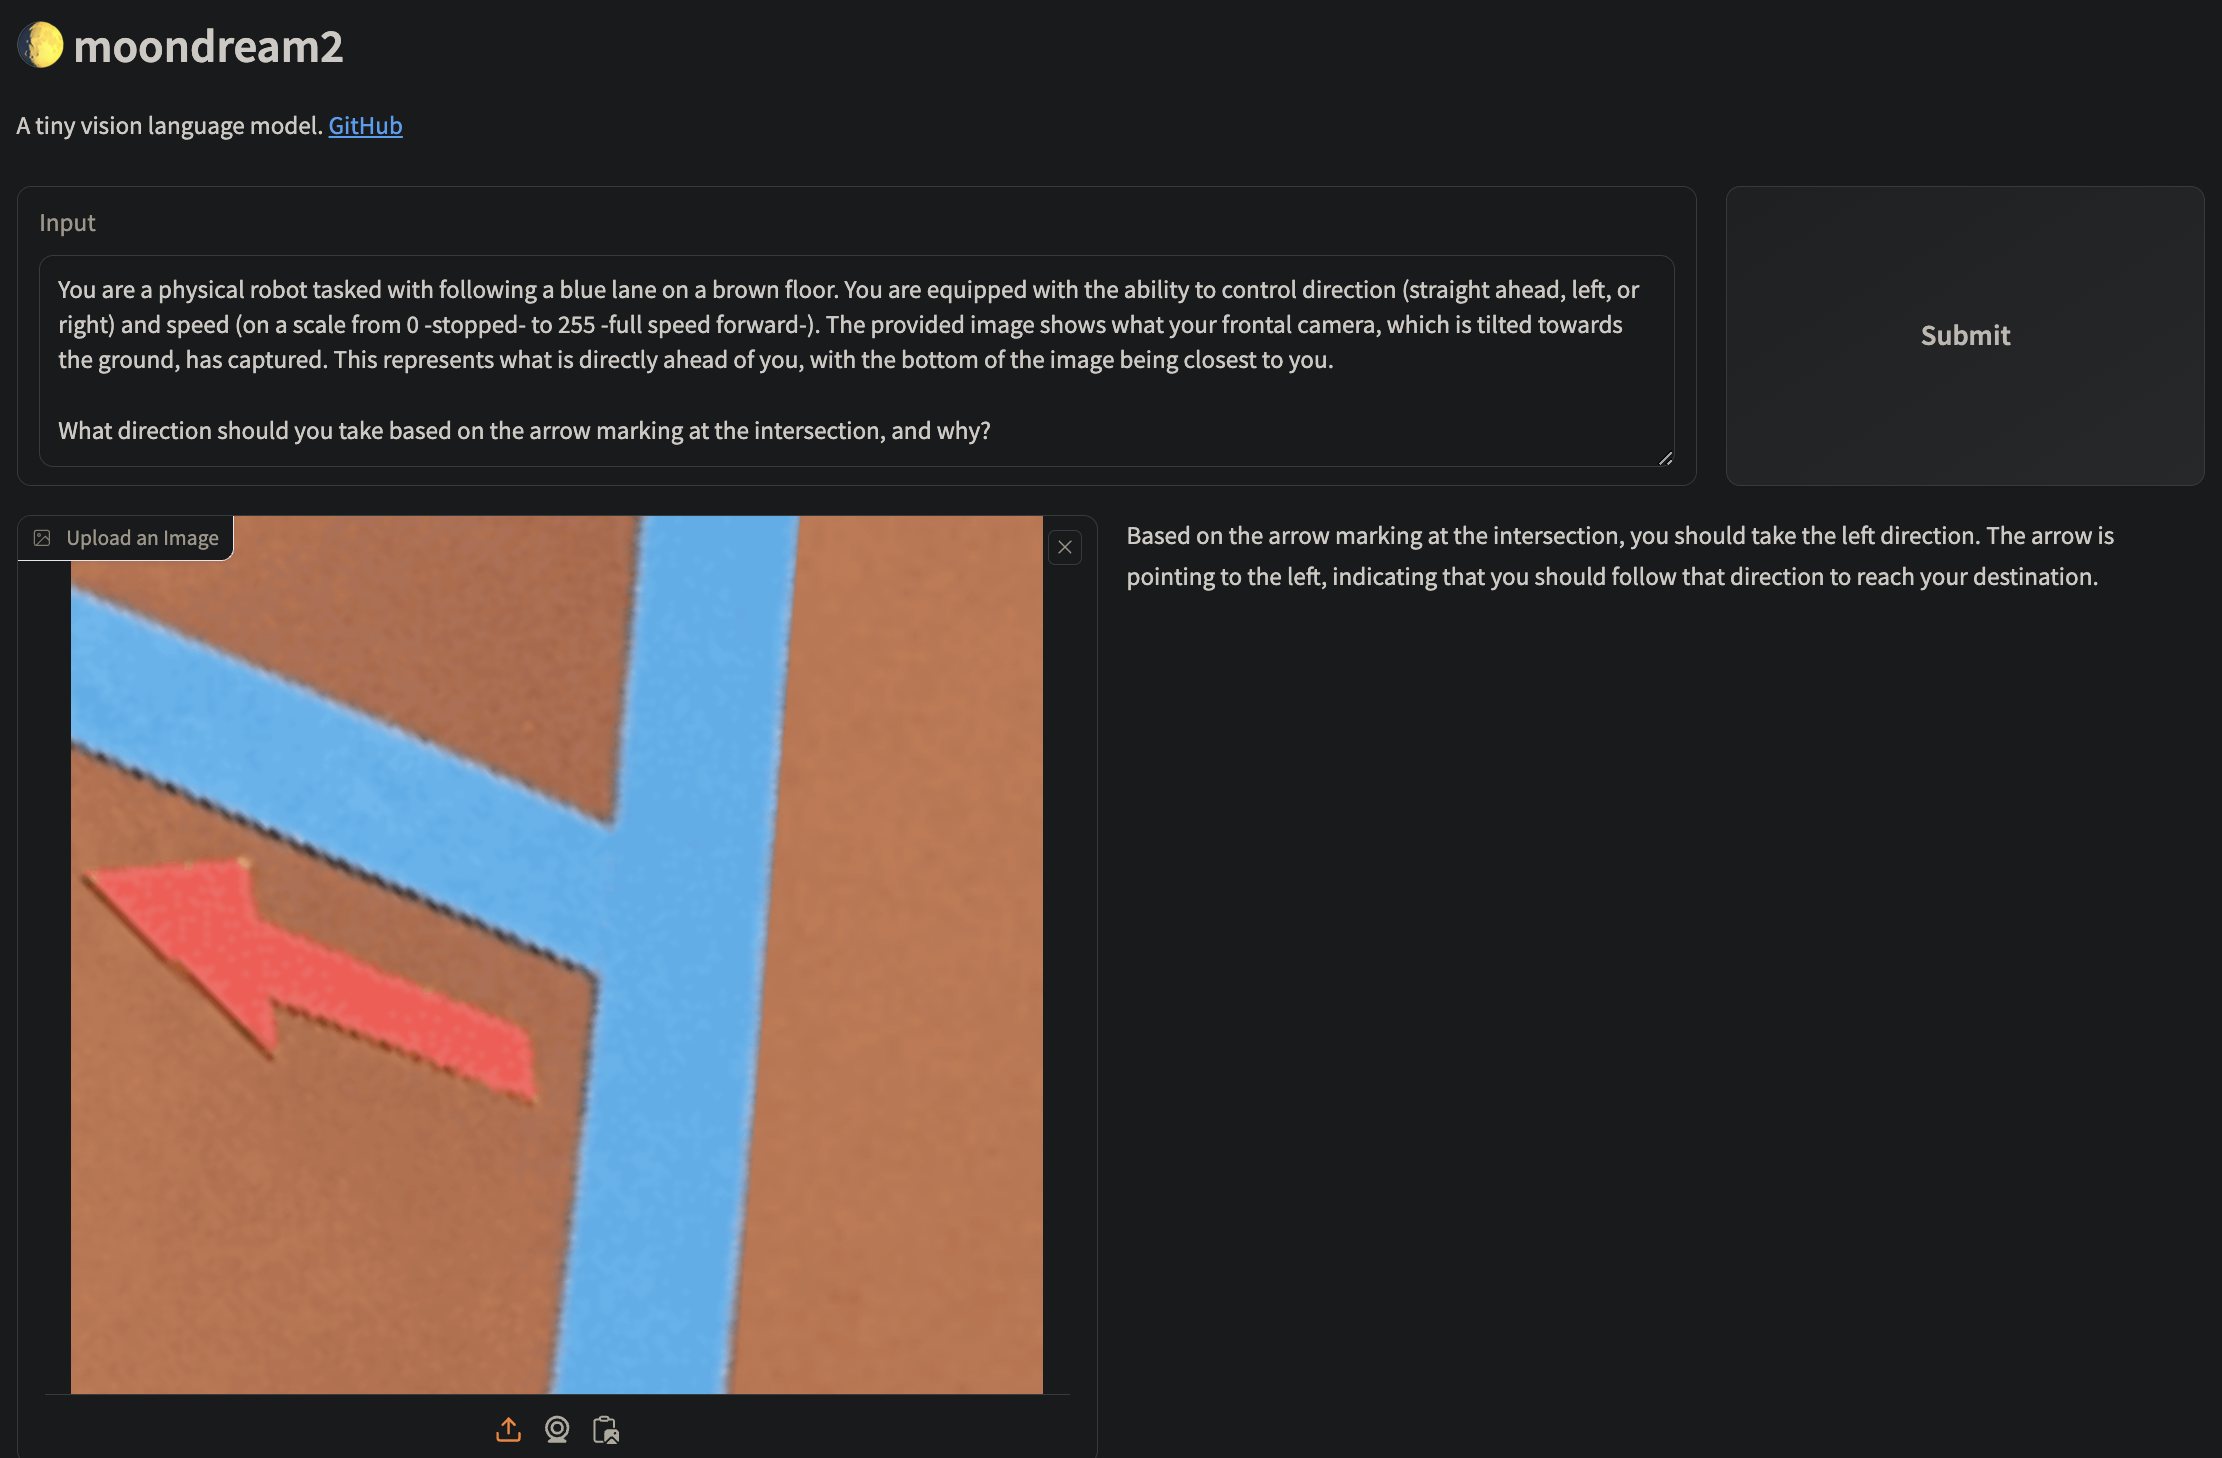 moondream2
A tiny vision language model. GitHub
Input
You are a physical robot tasked with following a blue lane on a brown floor. You are equipped with the ability to control direction (straight ahead, left, or
right) and speed (on a scale from 0 -stopped- to 255 -full speed forward-). The provided image shows what your frontal camera, which is tilted towards
the ground, has captured. This represents what is directly ahead of you, with the bottom of the image being closest to you.
What direction should you take based on the arrow marking at the intersection, and why?
Submit
Upload an Image
Based on the arrow marking at the intersection, you should take the left direction. The arrow is
pointing to the left, indicating that you should follow that direction to reach your destination.